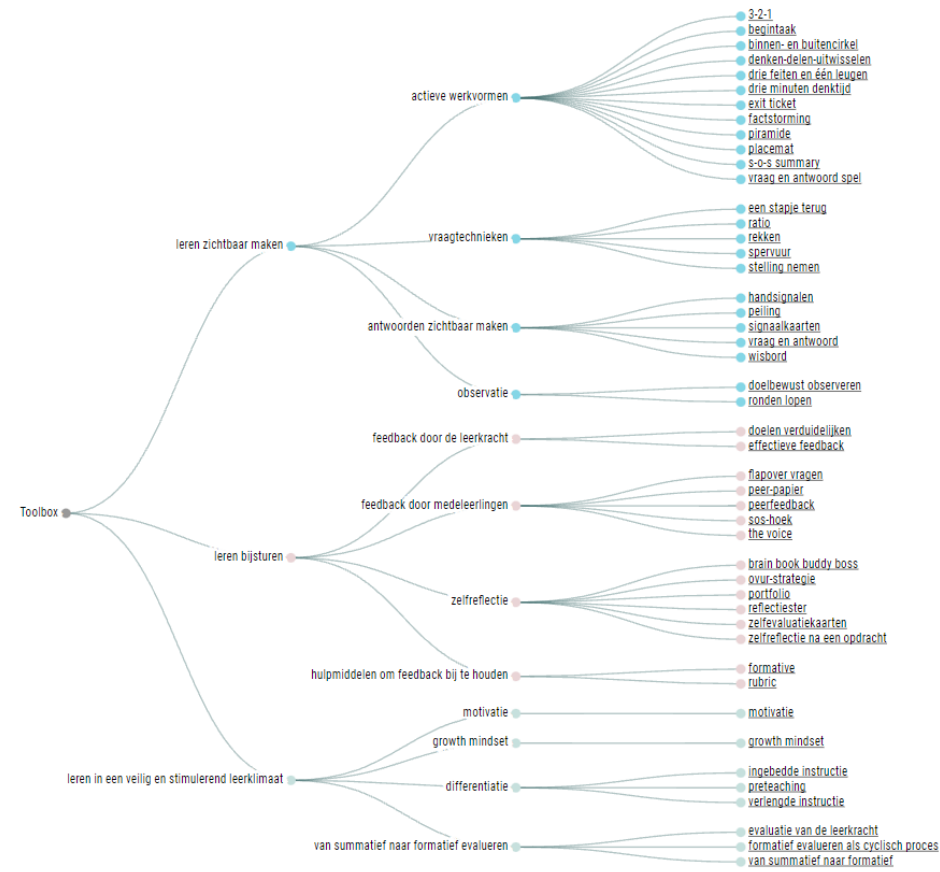 Toolbox
leren zichtbaar maken
actieve werkvormen
3-2-1
begintaak
binnen- en buitencirkel
denken-delen-uitwisselen
drie feiten en één leugen
drie minuten denktijd
exit ticket
factstorming
piramide
placemat
s-o-s summary
vraag en antwoord spel
vraagtechnieken
een stapje terug
ratio
rekken
spervuur
stelling nemen
antwoorden zichtbaar maken
handsignalen
peiling
signaalkaarten
vraag en antwoord
wisbord
observatie
doelbewust observeren
ronden lopen
leren bijsturen
feedback door de leerkracht
doelen verduidelijken
effectieve feedback
feedback door medeleerlingen
flapover vragen
peer-papier
peerfeedback
sos-hoek
the voice
zelfreflectie
brain book buddy boss
ovur-strategie
portfolio
reflectiester
zelfevaluatiekaarten
zelfreflectie na een opdracht
hulpmiddelen om feedback bij te houden
formative
rubric
leren in een veilig en stimulerend leerklimaat
motivatie
motivatie
growth mindset
growth mindset
differentiatie
ingebedde instructie
preteaching
verlengde instructie
van summatief naar formatief evalueren
evaluatie van de leerkracht
formatief evalueren als cyclisch proces
van summatief naar formatief